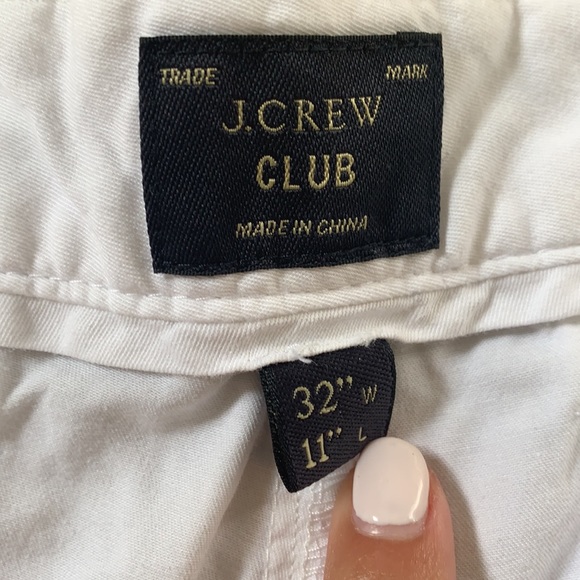 TRADE MARK
J.CREW
CLUB
MADE IN CHINA
32" W
11" L